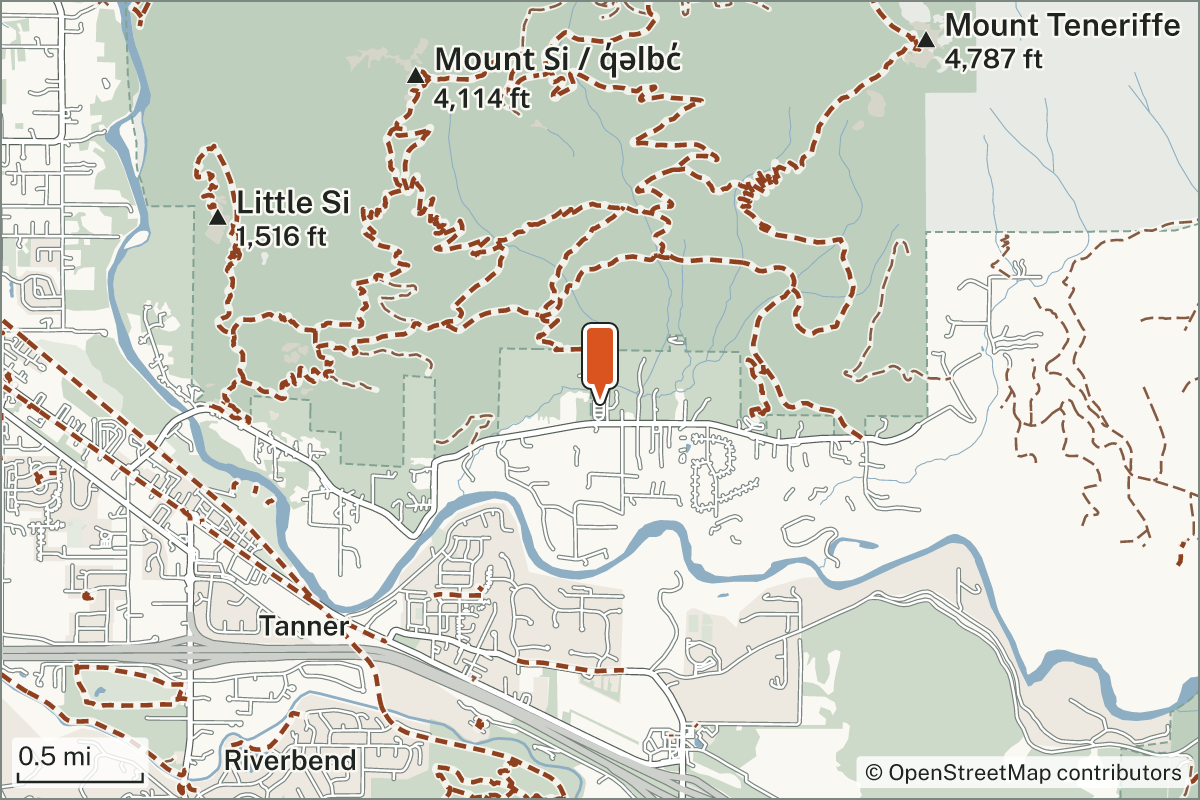 Mount Teneriffe
4,787 ft
Mount Si / q̓əlbc̓
4,114 ft
Little Si
1,516 ft
Tanner
Riverbend
0.5 mi
© OpenStreetMap contributors